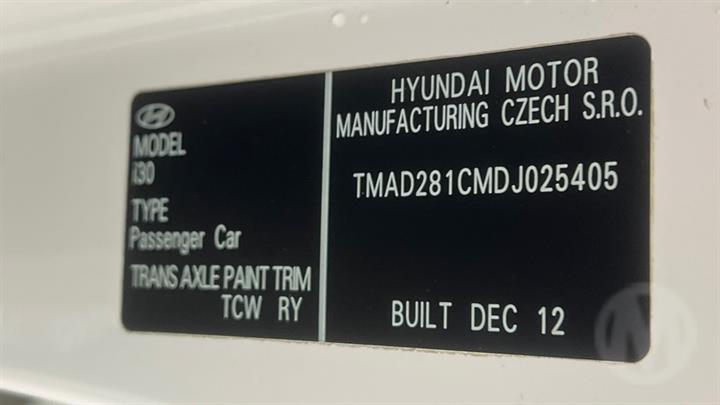 MODEL
i30
TYPE
Passenger Car
TRANS AXLE PAINT TRIM
TCW RY
HYUNDAI MOTOR
MANUFACTURING CZECH S.R.O.
TMAD281CMDJ025405
BUILT DEC 12
M